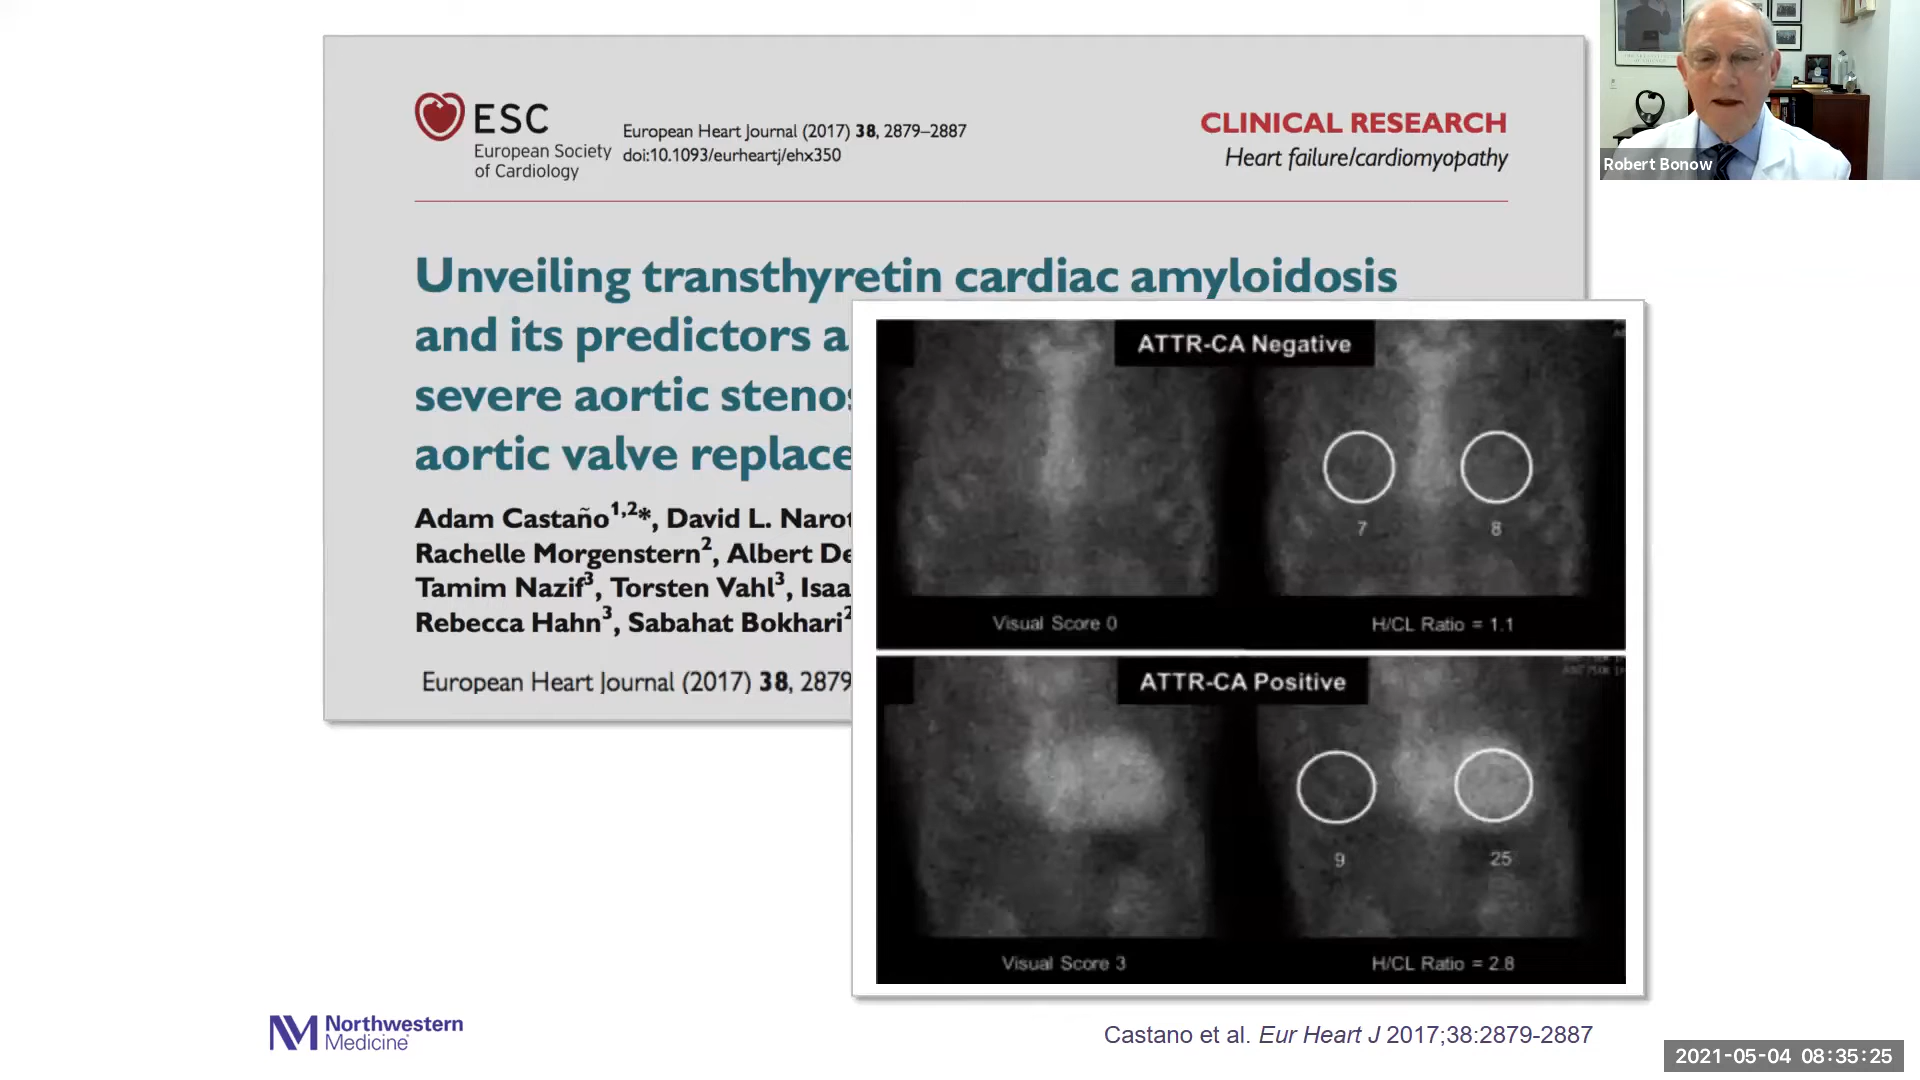 ESC
European Society
of Cardiology
European Heart Journal (2017) 38, 2879–2887
doi:10.1093/eurheartj/ehx350
CLINICAL RESEARCH
Heart failure/cardiomyopathy
Robert Bonow
Unveiling transthyretin cardiac amyloidosis
and its predictors a
severe aortic stenos
aortic valve replace
Adam Castaño1,2*, David L. Narot
Rachelle Morgenstern2, Albert De
Tamim Nazif3, Torsten Vahl3, Isaa
Rebecca Hahn3, Sabahat Bokhari2
European Heart Journal (2017) 38, 2879
ATTR-CA Negative
7
8
Visual Score 0
H/CL Ratio = 1.1
ATTR-CA Positive
9
25
Visual Score 3
H/CL Ratio = 2.8
Northwestern
Medicine
Castano et al. Eur Heart J 2017;38:2879-2887
2021-05-04 08:35:25